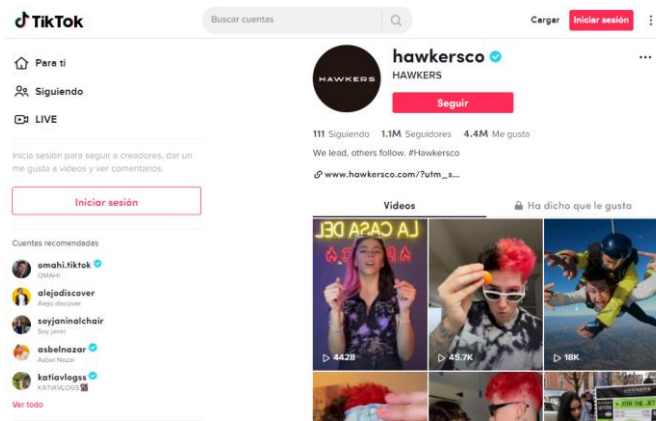 TikTok
Buscar cuentas
Cargar
Iniciar sesión
Para ti
Siguiendo
LIVE
Inicia sesión para seguir a creadores, dar un
me gusta a videos y ver comentarios.
Iniciar sesión
Cuentas recomendadas
omahi.tiktok
OMAHI
alejodiscover
Alejo discover
soyjaninalchair
Soy janin
asbelnazar
Asbel Nazar
katiavlogss
KATIAVLOGS
Ver todo
HAWKERS
hawkersco
HAWKERS
Seguir
111 Siguiendo 1.1M Seguidores 4.4M Me gusta
We lead, others follow. #Hawkersco
www.hawkersco.com/?utm_s...
Videos
Ha dicho que le gusta
LA CASA DEL
4428
45.7K
18K
JOIN THE JET